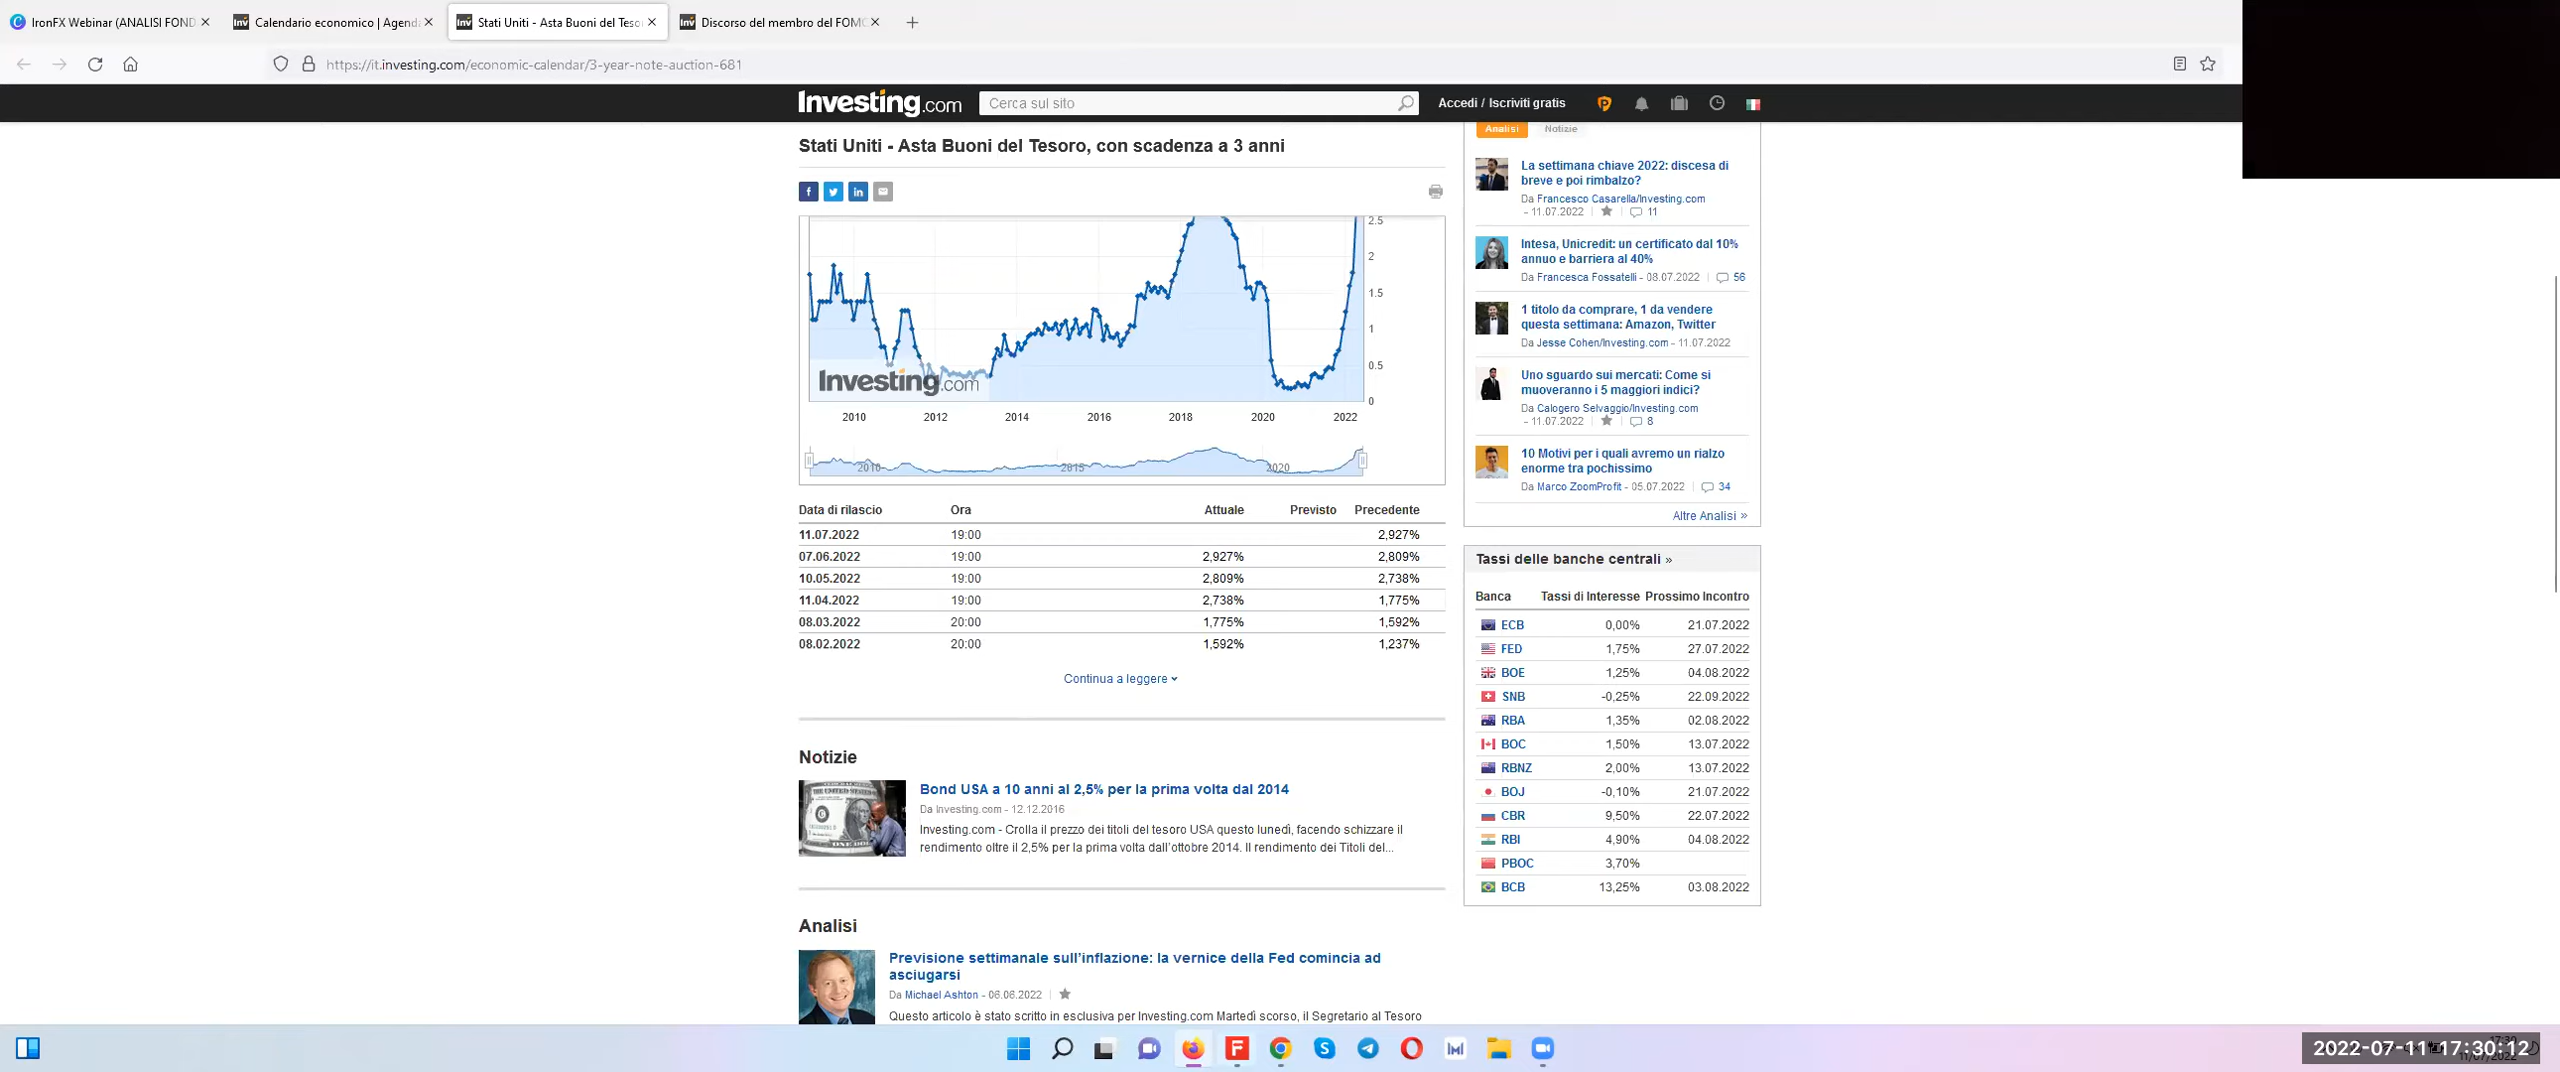 IronFX Webinar (ANALISI FOND
Calendario economico | Agend
Stati Uniti - Asta Buoni del Teso
Discorso del membro del FOMC
https://it.investing.com/economic-calendar/3-year-note-auction-681
Investing.com
Cerca sul sito
Accedi / Iscriviti gratis
Stati Uniti - Asta Buoni del Tesoro, con scadenza a 3 anni
2.5
2
1.5
1
0.5
0
Investing.com
2010 2012 2014 2016 2018 2020 2022
2010 2015 2020
Data di rilascio Ora Attuale Previsto Precedente
11.07.2022 19:00 2,927%
07.06.2022 19:00 2,927% 2,809%
10.05.2022 19:00 2,809% 2,738%
11.04.2022 19:00 2,738% 1,775%
08.03.2022 20:00 1,775% 1,592%
08.02.2022 20:00 1,592% 1,237%
Continua a leggere
Notizie
Bond USA a 10 anni al 2,5% per la prima volta dal 2014
Da Investing.com - 12.12.2016
Investing.com - Crolla il prezzo dei titoli del tesoro USA questo lunedì, facendo schizzare il
rendimento oltre il 2,5% per la prima volta dall'ottobre 2014. Il rendimento dei Titoli del...
Analisi
Previsione settimanale sull'inflazione: la vernice della Fed comincia ad
asciugarsi
Da Michael Ashton - 06.06.2022
Questo articolo è stato scritto in esclusiva per Investing.com Martedì scorso, il Segretario al Tesoro
Analisi Notizie
La settimana chiave 2022: discesa di
breve e poi rimbalzo?
Da Francesco Casarella/Investing.com
- 11.07.2022 | 11
Intesa, Unicredit: un certificato dal 10%
annuo e barriera al 40%
Da Francesca Fossatelli - 08.07.2022 | 56
1 titolo da comprare, 1 da vendere
questa settimana: Amazon, Twitter
Da Jesse Cohen/Investing.com - 11.07.2022
Uno sguardo sui mercati: Come si
muoveranno i 5 maggiori indici?
Da Calogero Selvaggio/Investing.com
- 11.07.2022 | 8
10 Motivi per i quali avremo un rialzo
enorme tra pochissimo
Da Marco ZoomProfit - 05.07.2022 | 34
Altre Analisi »
Tassi delle banche centrali »
Banca Tassi di Interesse Prossimo Incontro
ECB 0,00% 21.07.2022
FED 1,75% 27.07.2022
BOE 1,25% 04.08.2022
SNB -0,25% 22.09.2022
RBA 1,35% 02.08.2022
BOC 1,50% 13.07.2022
RBNZ 2,00% 13.07.2022
BOJ -0,10% 21.07.2022
CBR 9,50% 22.07.2022
RBI 4,90% 04.08.2022
PBOC 3,70%
BCB 13,25% 03.08.2022
2022-07-11 17:30:12